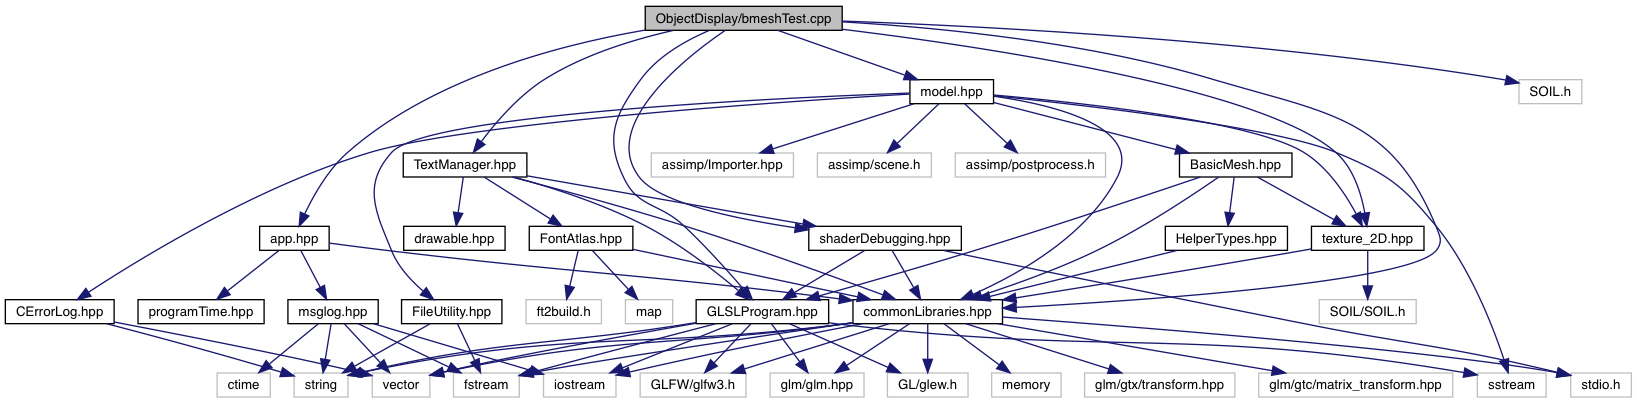 ObjectDisplay/bmeshTest.cpp
model.hpp
SOIL.h
TextManager.hpp
assimp/Importer.hpp
assimp/scene.h
assimp/postprocess.h
BasicMesh.hpp
app.hpp
drawable.hpp
FontAtlas.hpp
shaderDebugging.hpp
HelperTypes.hpp
texture_2D.hpp
CErrorLog.hpp
programTime.hpp
msglog.hpp
FileUtility.hpp
ft2build.h
map
GLSLProgram.hpp
commonLibraries.hpp
SOIL/SOIL.h
ctime
string
vector
fstream
iostream
GLFW/glfw3.h
glm/glm.hpp
GL/glew.h
memory
glm/gtx/transform.hpp
glm/gtc/matrix_transform.hpp
sstream
stdio.h